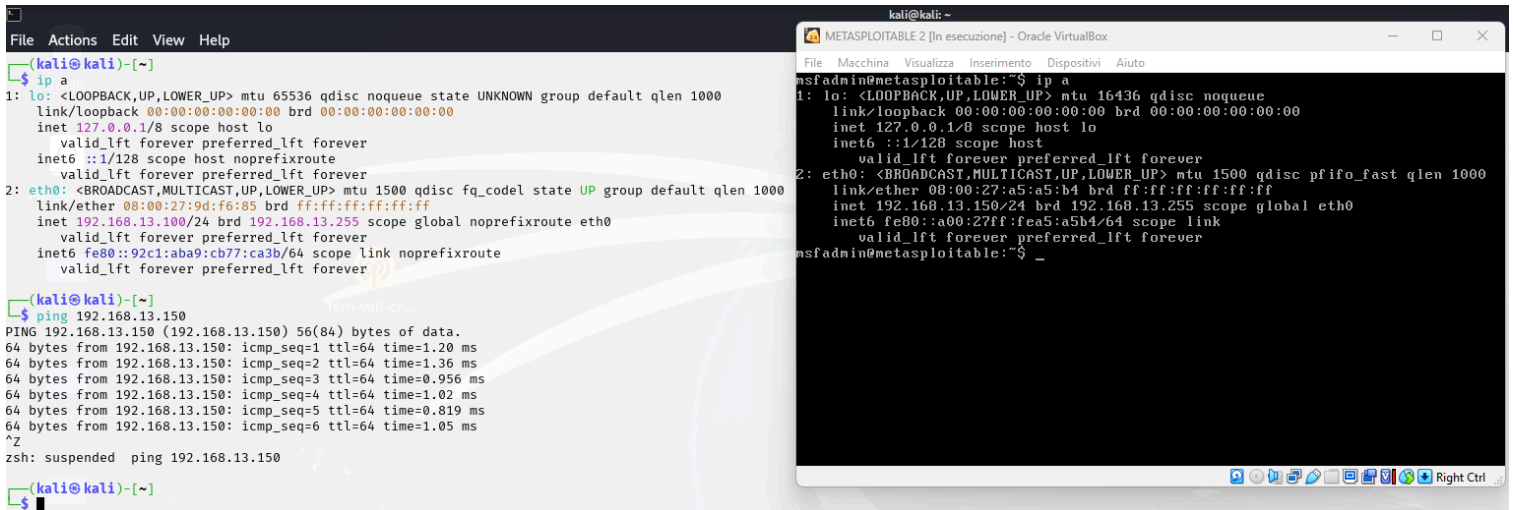 kali@kali: ~
File Actions Edit View Help
┌──(kali㉿kali)-[~]
└─$ ip a
1: lo: <LOOPBACK,UP,LOWER_UP> mtu 65536 qdisc noqueue state UNKNOWN group default qlen 1000
    link/loopback 00:00:00:00:00:00 brd 00:00:00:00:00:00
    inet 127.0.0.1/8 scope host lo
       valid_lft forever preferred_lft forever
    inet6 ::1/128 scope host noprefixroute
       valid_lft forever preferred_lft forever
2: eth0: <BROADCAST,MULTICAST,UP,LOWER_UP> mtu 1500 qdisc fq_codel state UP group default qlen 1000
    link/ether 08:00:27:9d:f6:85 brd ff:ff:ff:ff:ff:ff
    inet 192.168.13.100/24 brd 192.168.13.255 scope global noprefixroute eth0
       valid_lft forever preferred_lft forever
    inet6 fe80::92c1:aba9:cb77:ca3b/64 scope link noprefixroute
       valid_lft forever preferred_lft forever
┌──(kali㉿kali)-[~]
fern-wifi-cr...
└─$ ping 192.168.13.150
PING 192.168.13.150 (192.168.13.150) 56(84) bytes of data.
64 bytes from 192.168.13.150: icmp_seq=1 ttl=64 time=1.20 ms
64 bytes from 192.168.13.150: icmp_seq=2 ttl=64 time=1.36 ms
64 bytes from 192.168.13.150: icmp_seq=3 ttl=64 time=0.956 ms
64 bytes from 192.168.13.150: icmp_seq=4 ttl=64 time=1.02 ms
64 bytes from 192.168.13.150: icmp_seq=5 ttl=64 time=0.819 ms
64 bytes from 192.168.13.150: icmp_seq=6 ttl=64 time=1.05 ms
^Z
zsh: suspended  ping 192.168.13.150
┌──(kali㉿kali)-[~]
└─$
METASPLOITABLE 2 [In esecuzione] - Oracle VirtualBox
File Macchina Visualizza Inserimento Dispositivi Aiuto
msfadmin@metasploitable:~$ ip a
1: lo: <LOOPBACK,UP,LOWER_UP> mtu 16436 qdisc noqueue
    link/loopback 00:00:00:00:00:00 brd 00:00:00:00:00:00
    inet 127.0.0.1/8 scope host lo
    inet6 ::1/128 scope host
       valid_lft forever preferred_lft forever
2: eth0: <BROADCAST,MULTICAST,UP,LOWER_UP> mtu 1500 qdisc pfifo_fast qlen 1000
    link/ether 08:00:27:a5:a5:b4 brd ff:ff:ff:ff:ff:ff
    inet 192.168.13.150/24 brd 192.168.13.255 scope global eth0
    inet6 fe80::a00:27ff:fea5:a5b4/64 scope link
       valid_lft forever preferred_lft forever
msfadmin@metasploitable:~$ _
Right Ctrl